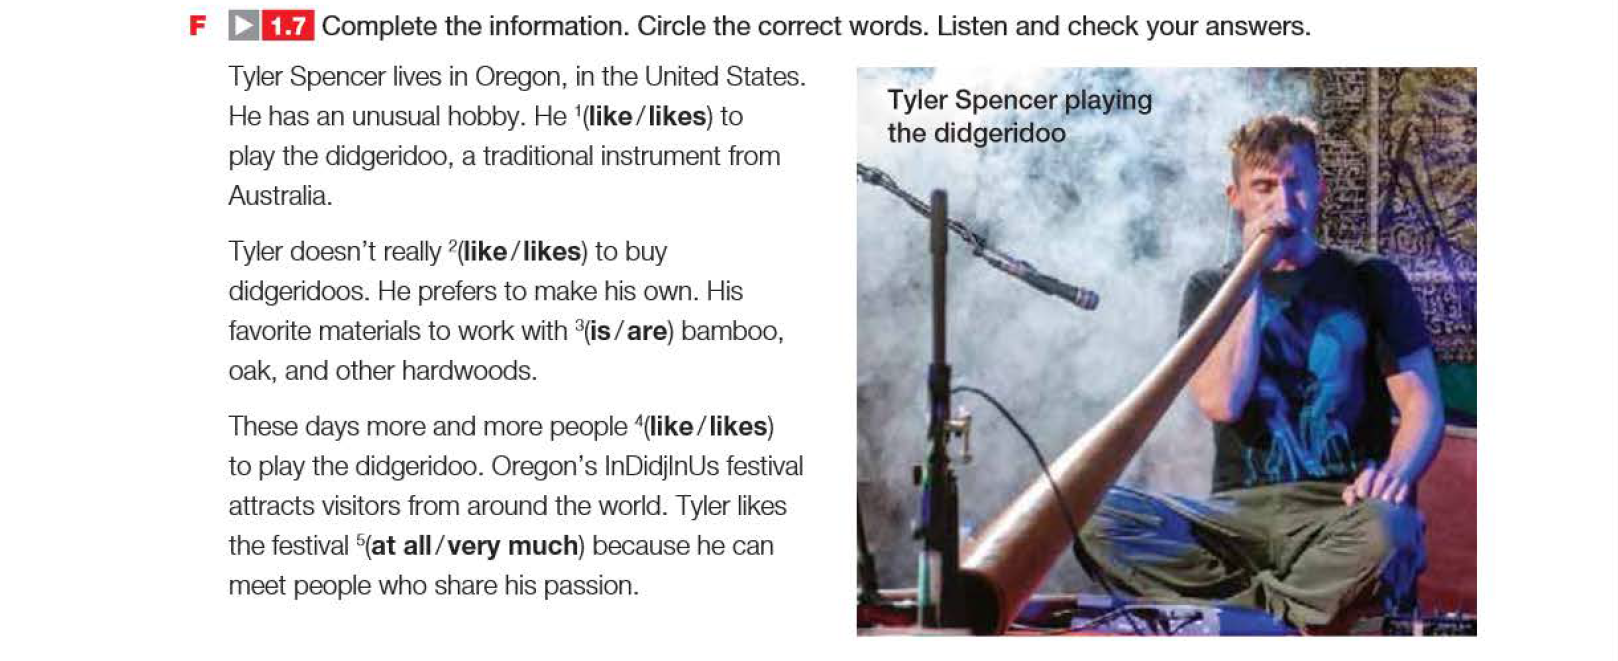 F 1.7 Complete the information. Circle the correct words. Listen and check your answers.
Tyler Spencer lives in Oregon, in the United States.
He has an unusual hobby. He ¹(like/likes) to
play the didgeridoo, a traditional instrument from
Australia.
Tyler doesn’t really ²(like/likes) to buy
didgeridoos. He prefers to make his own. His
favorite materials to work with ³(is/are) bamboo,
oak, and other hardwoods.
These days more and more people ⁴(like/likes)
to play the didgeridoo. Oregon’s InDidjInUs festival
attracts visitors from around the world. Tyler likes
the festival ⁵(at all/very much) because he can
meet people who share his passion.
Tyler Spencer playing
the didgeridoo